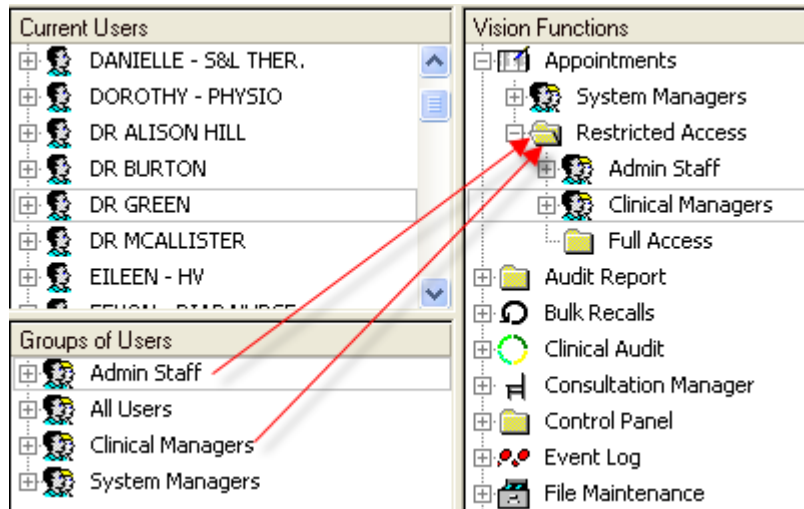 Current Users
DANIELLE - S&L THER.
DOROTHY - PHYSIO
DR ALISON HILL
DR BURTON
DR GREEN
DR MCALLISTER
EILEEN - HV
Groups of Users
Admin Staff
All Users
Clinical Managers
System Managers
Vision Functions
Appointments
System Managers
Restricted Access
Admin Staff
Clinical Managers
Full Access
Audit Report
Bulk Recalls
Clinical Audit
Consultation Manager
Control Panel
Event Log
File Maintenance